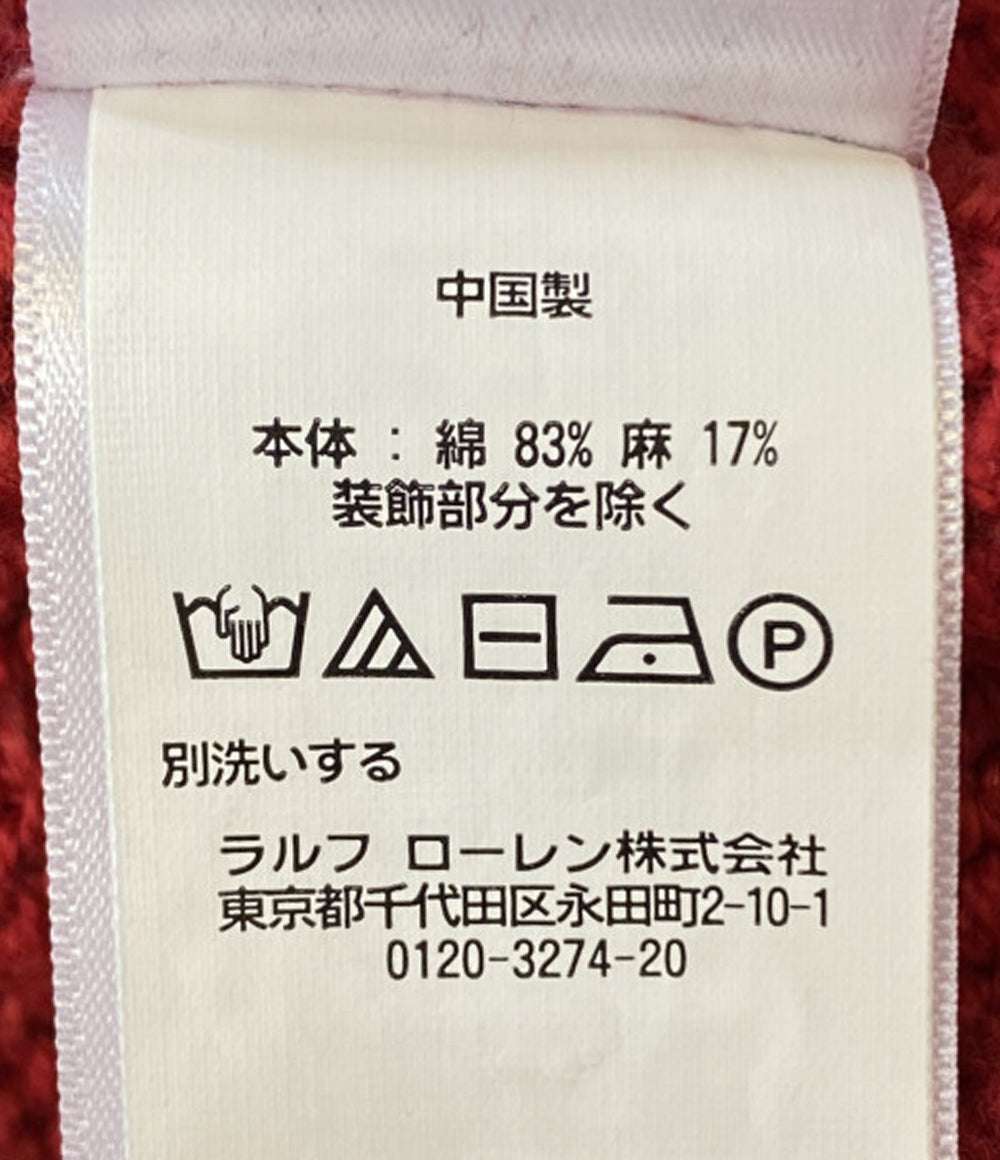 中国製
本体 : 綿 83% 麻 17%
装飾部分を除く
P
別洗いする
ラルフ ローレン株式会社
東京都千代田区永田町2-10-1
0120-3274-20